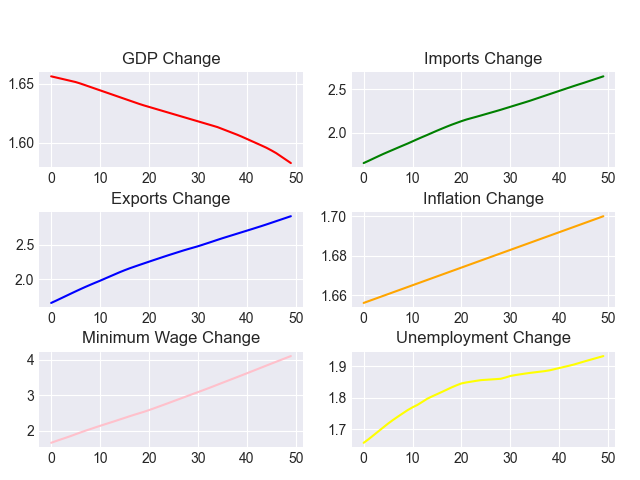 GDP Change
1.65
1.60
0 10 20 30 40 50
Imports Change
2.5
2.0
0 10 20 30 40 50
Exports Change
2.5
2.0
0 10 20 30 40 50
Inflation Change
1.70
1.68
1.66
0 10 20 30 40 50
Minimum Wage Change
4
3
2
0 10 20 30 40 50
Unemployment Change
1.9
1.8
1.7
0 10 20 30 40 50